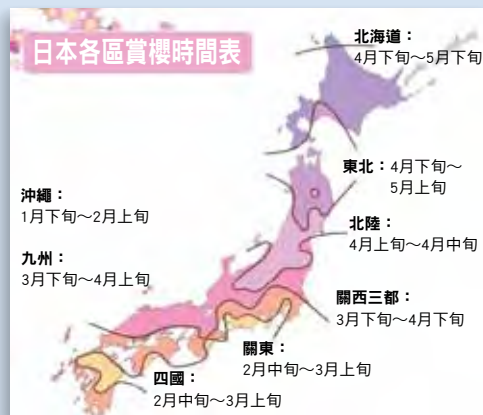 日本各區賞櫻時間表
北海道：
4月下旬～5月下旬
東北：4月下旬～
5月上旬
沖繩：
1月下旬～2月上旬
北陸：
4月上旬～4月中旬
九州：
3月下旬～4月上旬
關西三都：
3月下旬～4月下旬
關東：
2月中旬～3月上旬
四國：
2月中旬～3月上旬